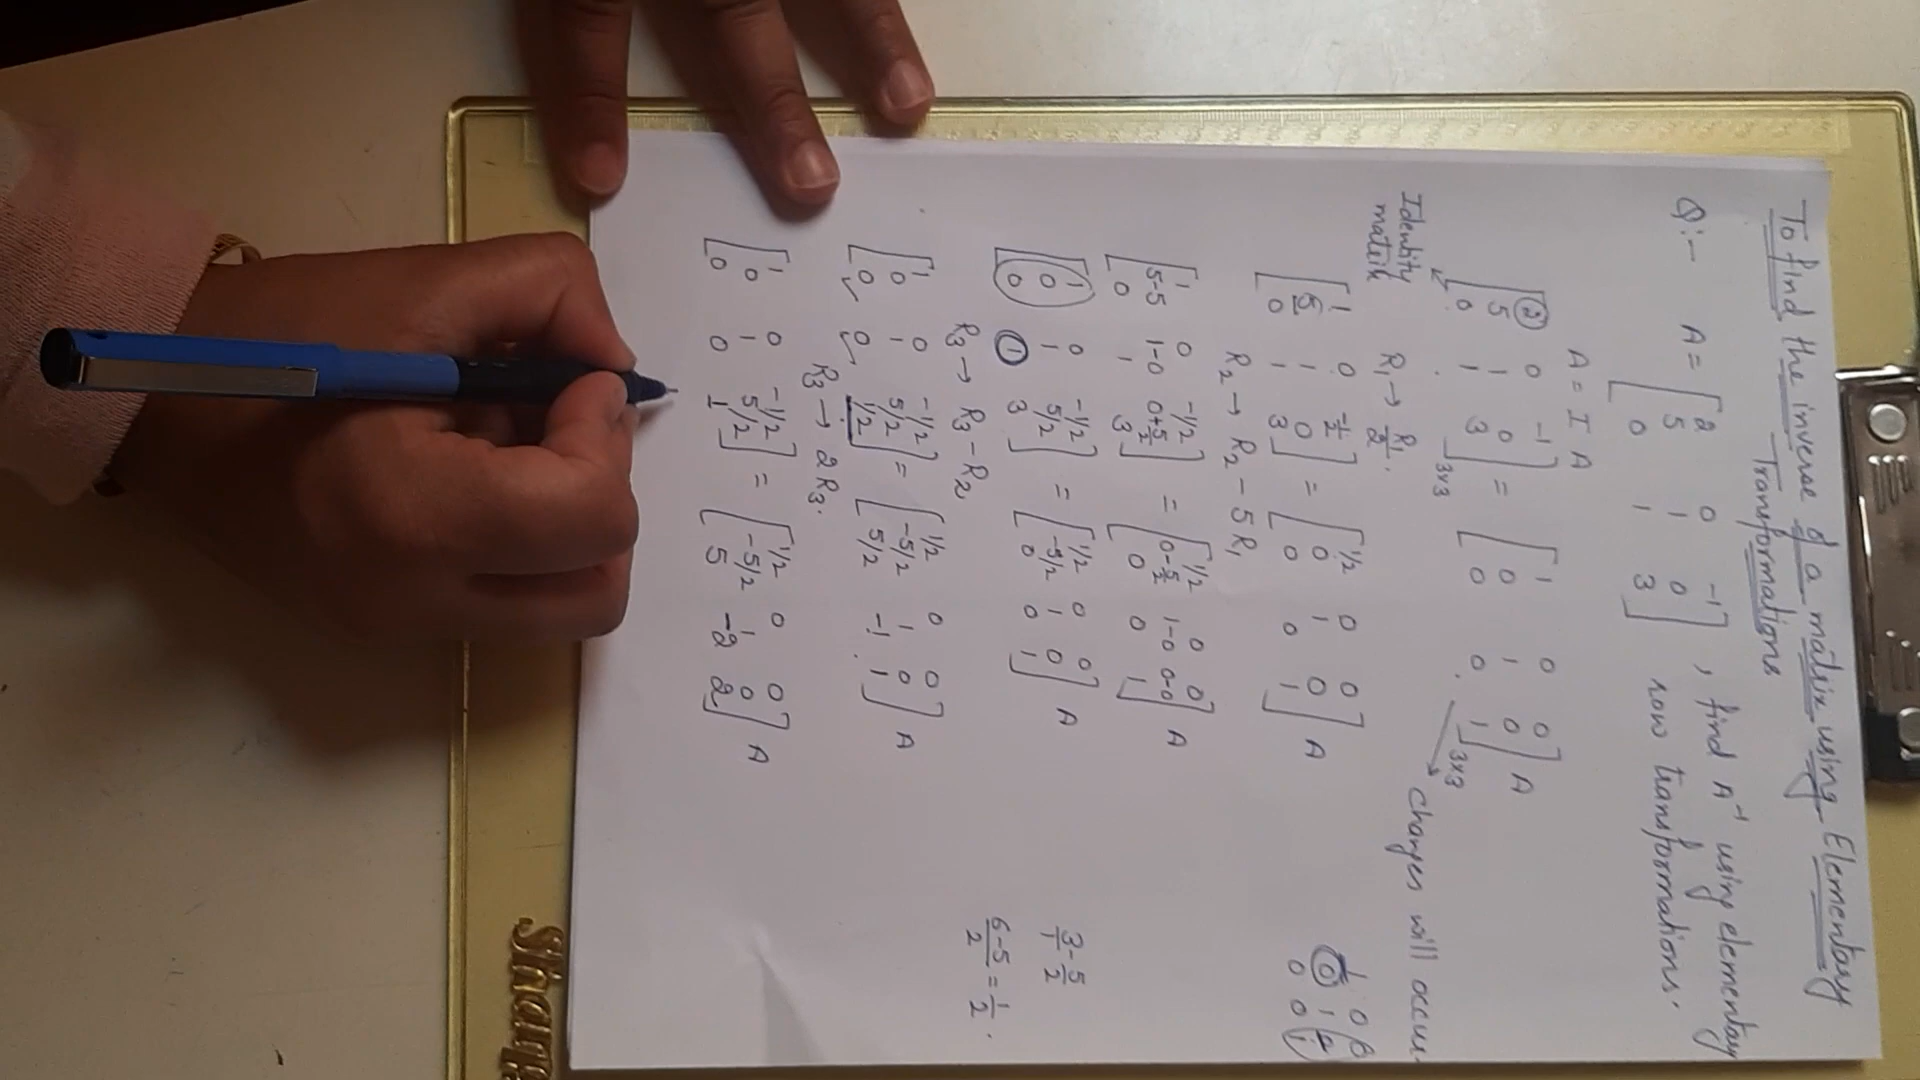 To find the inverse of a matrix using Elementary
Transformations
Q:- A = [ 2 0 -1
5 1 0
0 1 3 ] , find A⁻¹ using elementary
row transformations.
A = I A
[ 2 0 -1
5 1 0
0 1 3 ]3x3 = [ 1 0 0
0 1 0
0 0 1 ]3x3 A
Identity
matrix
changes will occur
R₁ → R₁/2 .
[ 1 0 -1/2
5 1 0
0 1 3 ] = [ 1/2 0 0
0 1 0
0 0 1 ] A
R₂ → R₂ - 5R₁
[ 1 0 -1/2
5-5 1-0 0+5/2
0 1 3 ] = [ 1/2 0 0
0-5/2 1-0 0-0
0 0 1 ] A
[ 1 0 -1/2
0 1 5/2
0 1 3 ] = [ 1/2 0 0
-5/2 1 0
0 0 1 ] A
R₃ → R₃ - R₂
[ 1 0 -1/2
0 1 5/2
0 0 1/2 ] = [ 1/2 0 0
-5/2 1 0
5/2 -1 1 ] A
R₃ → 2R₃.
[ 1 0 -1/2
0 1 5/2
0 0 1 ] = [ 1/2 0 0
-5/2 1 0
5 -2 2 ] A
3/1 - 5/2
6-5/2 = 1/2 .